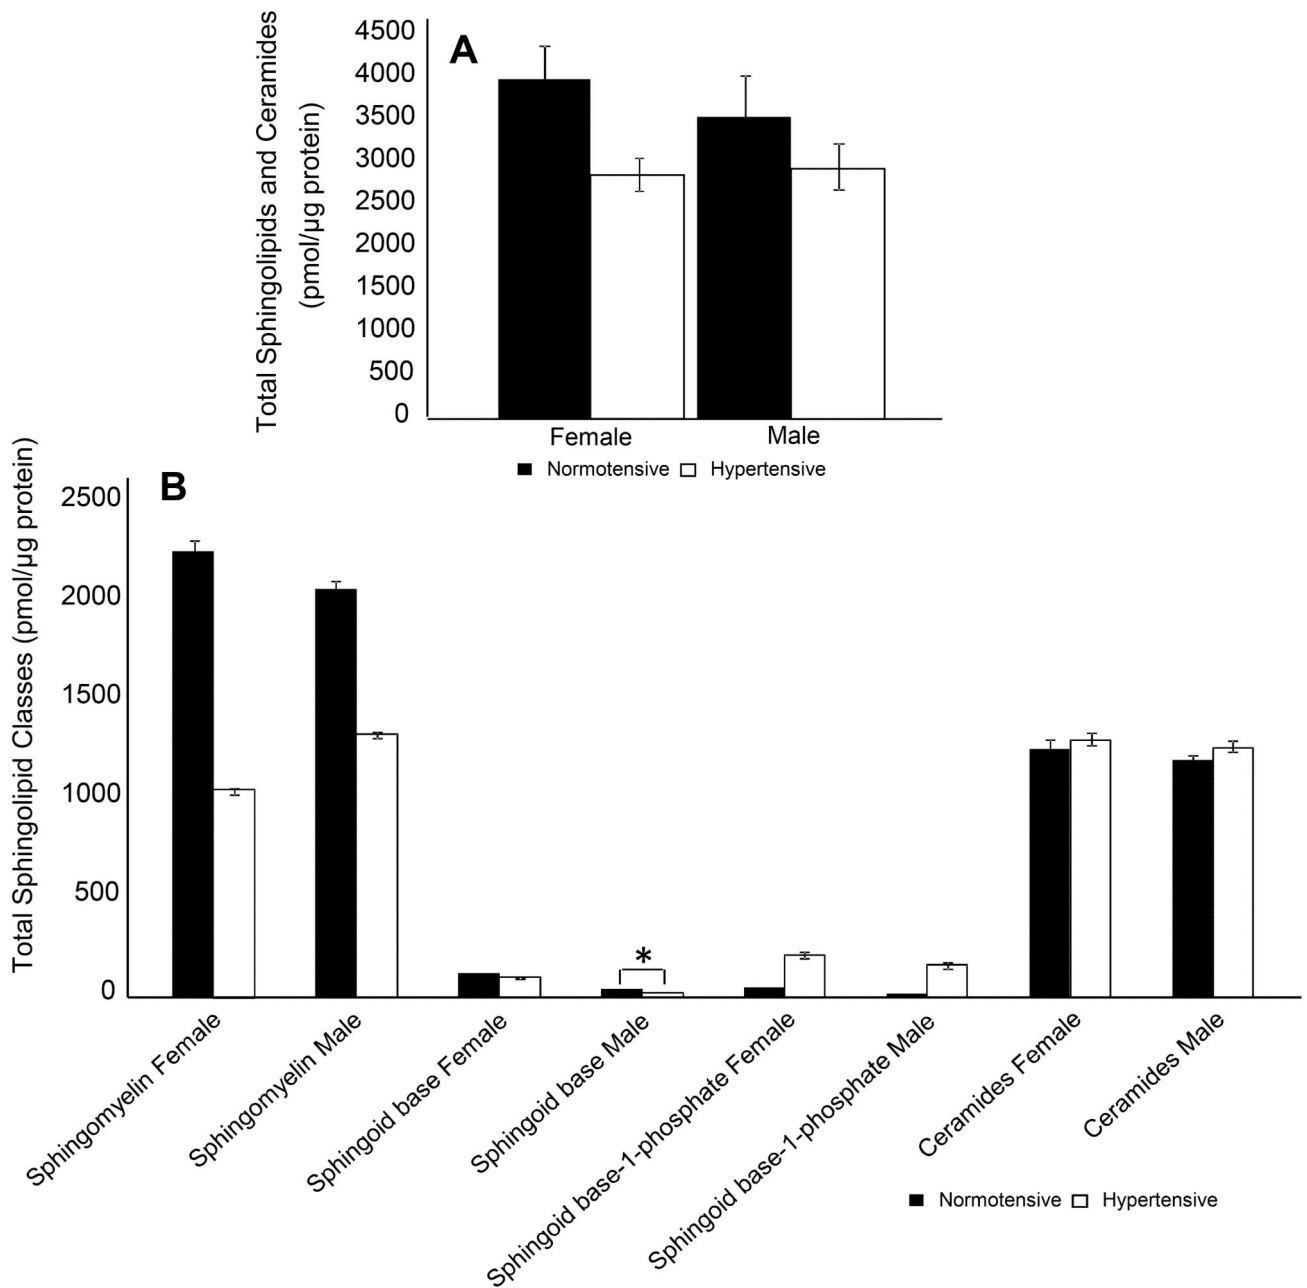 A
Total Sphingolipids and Ceramides
(pmol/µg protein)
4500
4000
3500
3000
2500
2000
1500
1000
500
0
Female
Male
Normotensive
Hypertensive
B
Total Sphingolipid Classes (pmol/µg protein)
2500
2000
1500
1000
500
0
*
Sphingomyelin Female
Sphingomyelin Male
Sphingoid base Female
Sphingoid base Male
Sphingoid base-1-phosphate Female
Sphingoid base-1-phosphate Male
Ceramides Female
Ceramides Male
Normotensive
Hypertensive